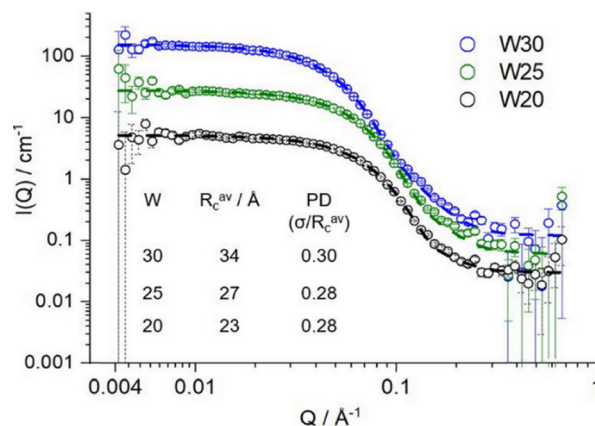 100
10
1
0.1
0.01
0.001
I(Q) / cm⁻¹
W30
W25
W20
W R_c^av / Å PD
(σ/R_c^av)
30 34 0.30
25 27 0.28
20 23 0.28
0.004 0.01 0.1
Q / Å⁻¹